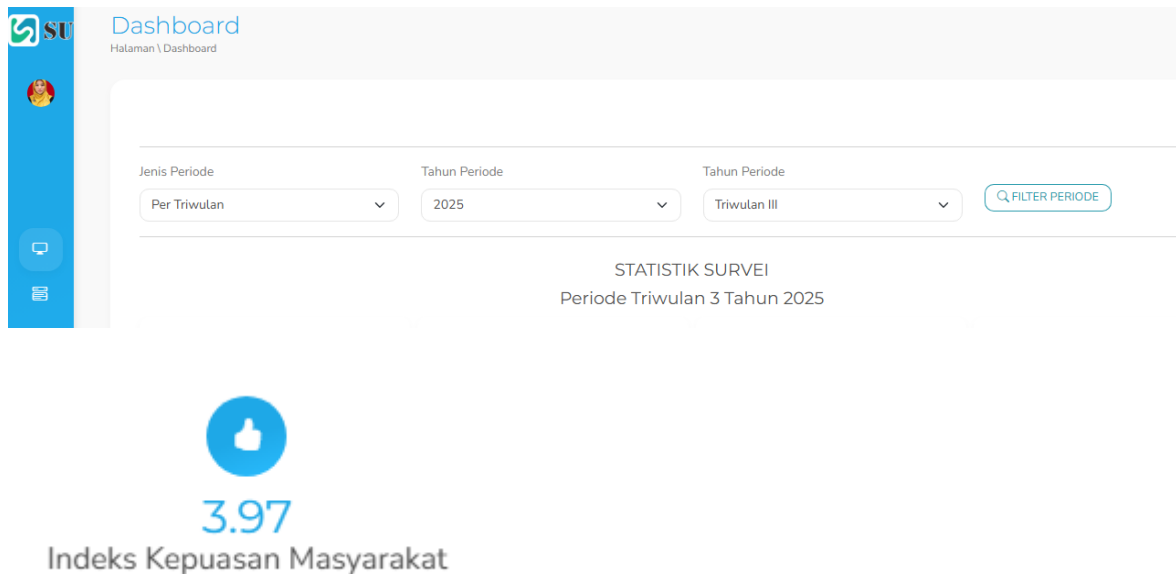 SU
Dashboard
Halaman \ Dashboard
Jenis Periode Tahun Periode Tahun Periode
Per Triwulan 2025 Triwulan III FILTER PERIODE
STATISTIK SURVEI
Periode Triwulan 3 Tahun 2025
3.97
Indeks Kepuasan Masyarakat